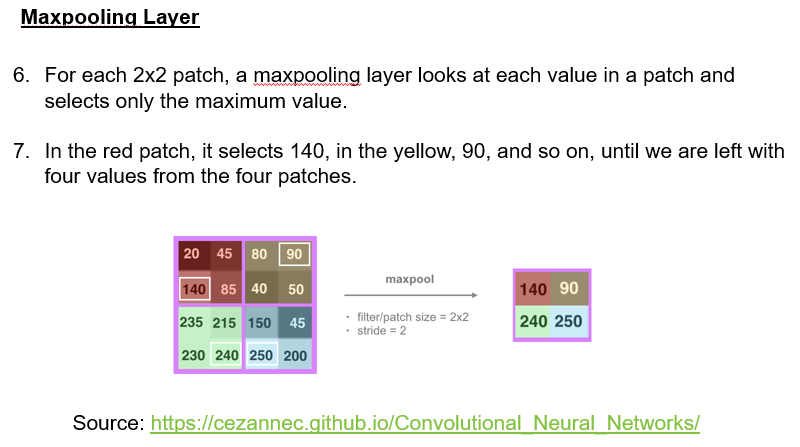 Maxpooling Layer
6. For each 2x2 patch, a maxpooling layer looks at each value in a patch and
selects only the maximum value.
7. In the red patch, it selects 140, in the yellow, 90, and so on, until we are left with
four values from the four patches.
20 45 80 90
140 85 40 50
235 215 150 45
230 240 250 200
maxpool
· filter/patch size = 2x2
· stride = 2
140 90
240 250
Source: https://cezannec.github.io/Convolutional_Neural_Networks/